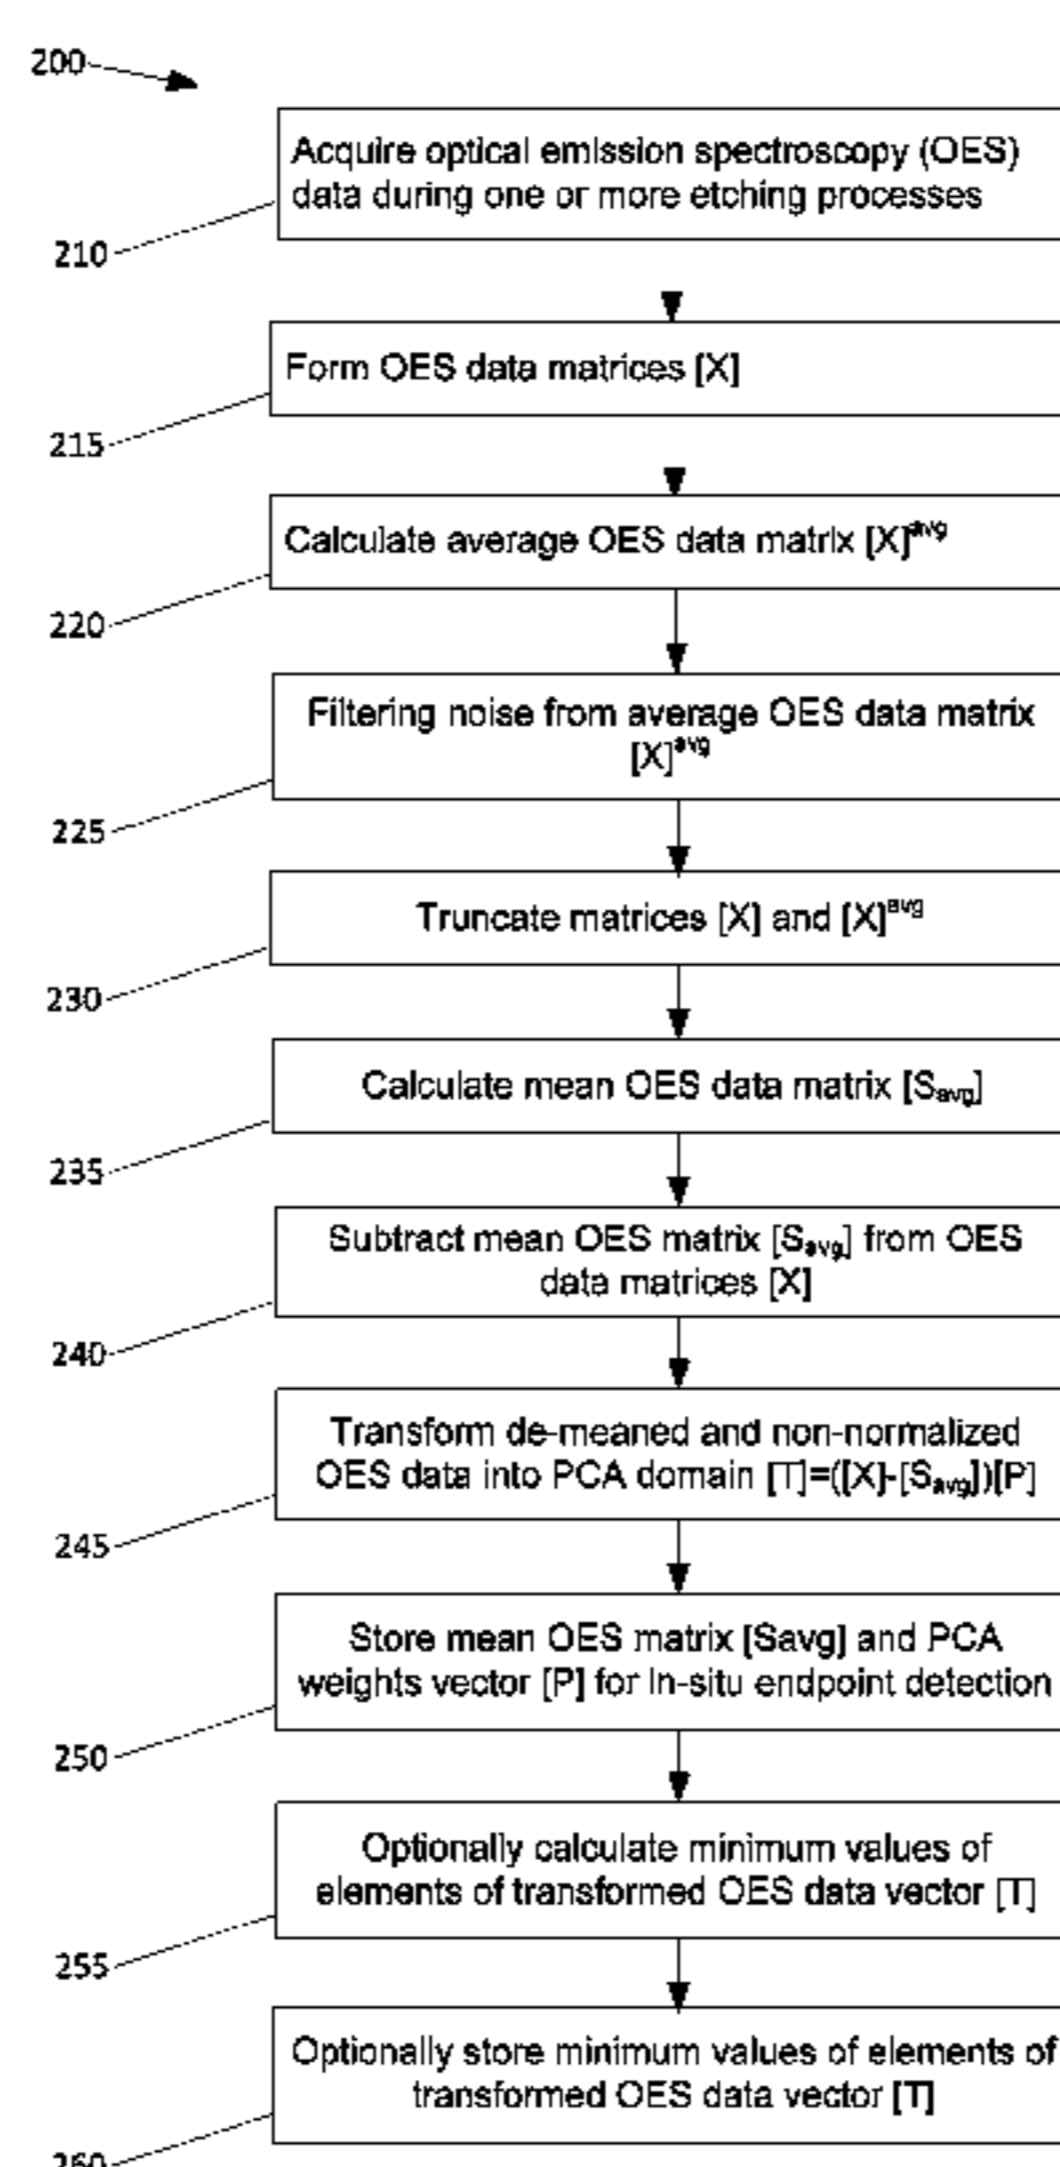 200
Acquire optical emission spectroscopy (OES)
data during one or more etching processes
210
Form OES data matrices [X]
215
Calculate average OES data matrix [X]avg
220
Filtering noise from average OES data matrix
[X]avg
225
Truncate matrices [X] and [X]avg
230
Calculate mean OES data matrix [Savg]
235
Subtract mean OES matrix [Savg] from OES
data matrices [X]
240
Transform de-meaned and non-normalized
OES data into PCA domain [T]=([X]-[Savg])[P]
245
Store mean OES matrix [Savg] and PCA
weights vector [P] for In-situ endpoint detection
250
Optionally calculate minimum values of
elements of transformed OES data vector [T]
255
Optionally store minimum values of elements of
transformed OES data vector [T]
260